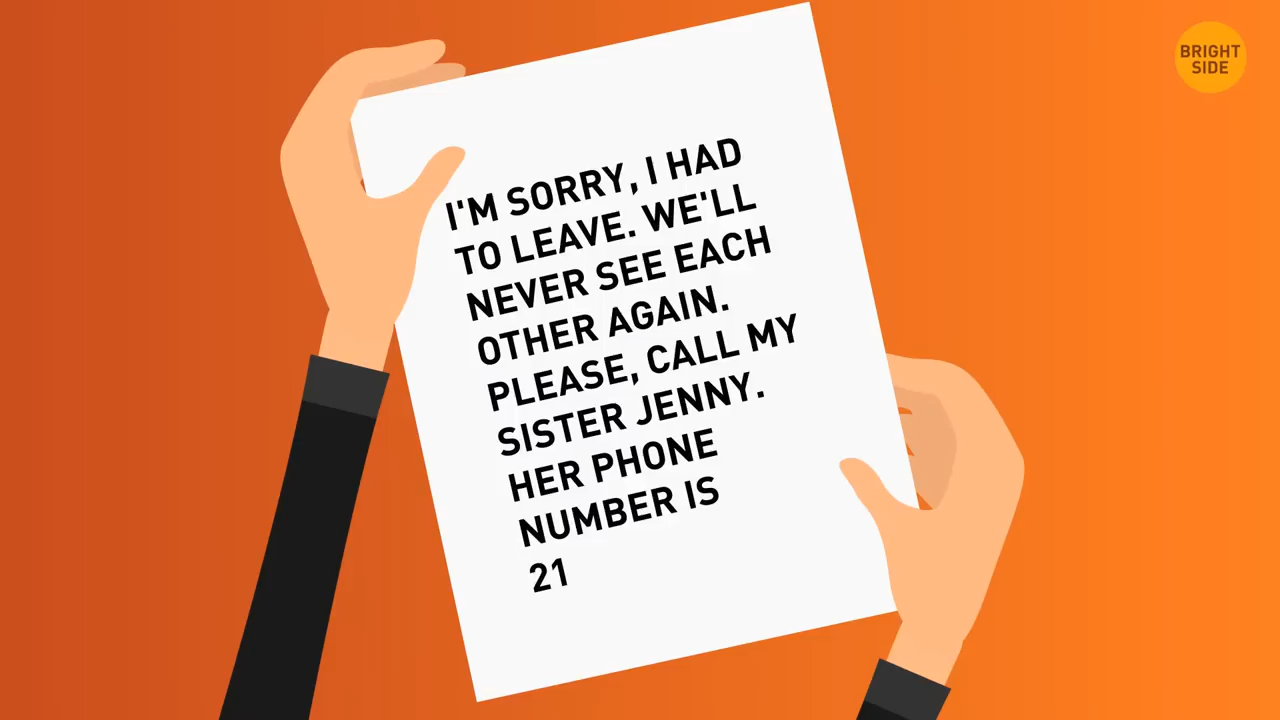 BRIGHT
SIDE
I'M SORRY, I HAD
TO LEAVE. WE'LL
NEVER SEE EACH
OTHER AGAIN.
PLEASE, CALL MY
SISTER JENNY.
HER PHONE
NUMBER IS
21